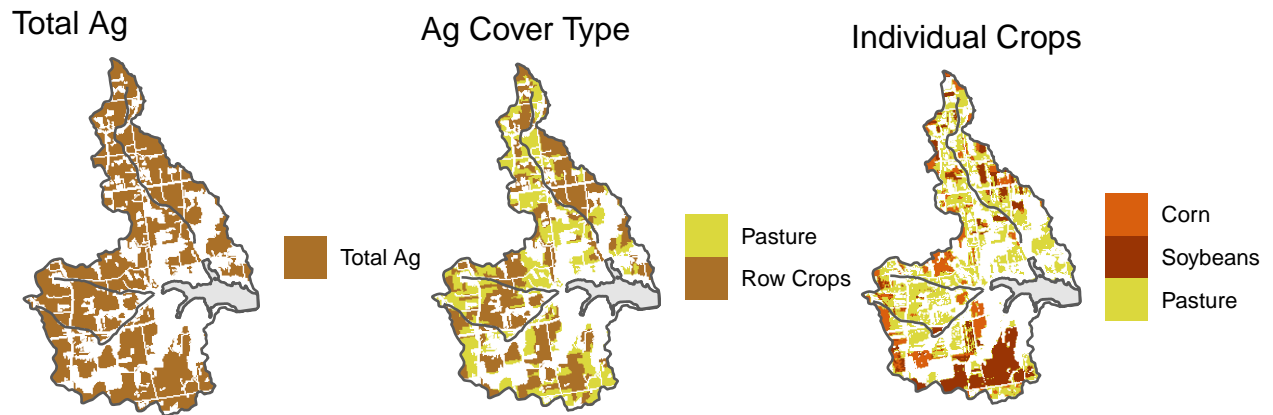 Total Ag
Ag Cover Type
Individual Crops
Total Ag
Pasture
Row Crops
Corn
Soybeans
Pasture